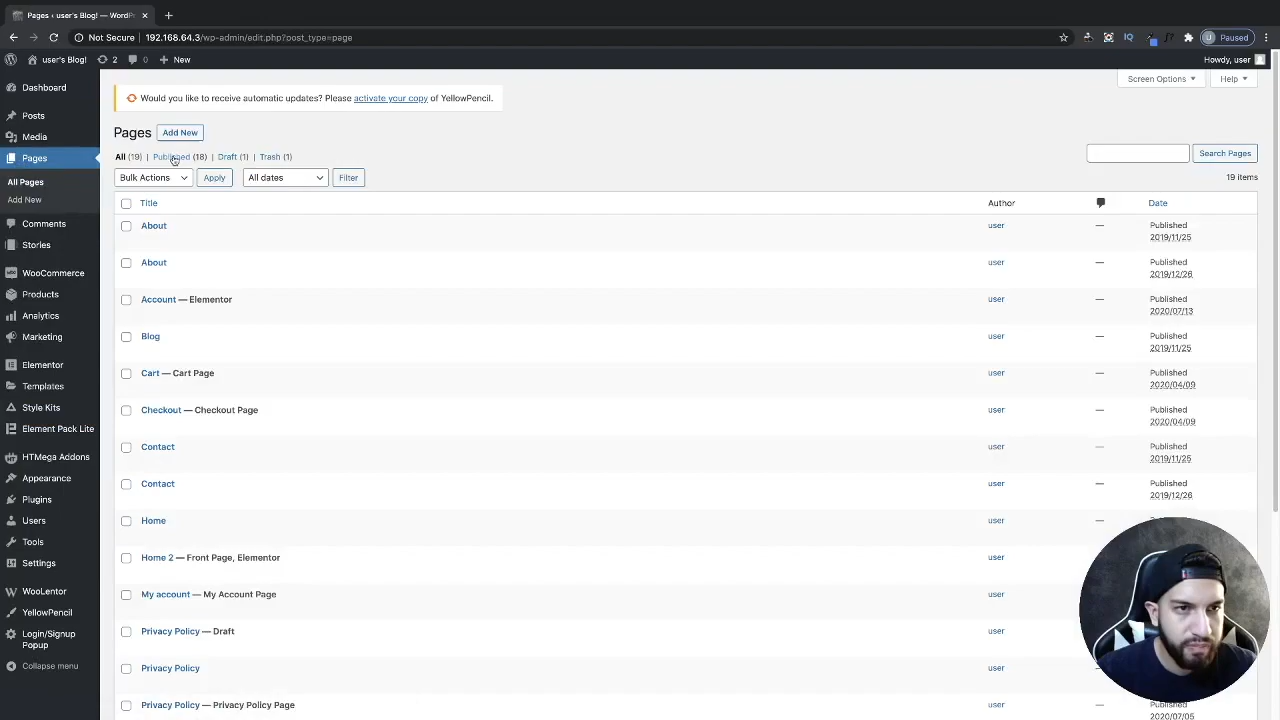 Pages ‹ user's Blog! — WordPr
Not Secure 192.168.64.3/wp-admin/edit.php?post_type=page
IQ
Paused
user's Blog! 2 0 New
Howdy, user
Dashboard
Posts
Media
Pages
All Pages
Add New
Comments
Stories
WooCommerce
Products
Analytics
Marketing
Elementor
Templates
Style Kits
Element Pack Lite
HTMega Addons
Appearance
Plugins
Users
Tools
Settings
WooLentor
YellowPencil
Login/Signup
Popup
Collapse menu
Screen Options Help
Would you like to receive automatic updates? Please activate your copy of YellowPencil.
Pages Add New
All (19) | Published (18) | Draft (1) | Trash (1)
Search Pages
Bulk Actions Apply All dates Filter
19 items
Title Author Date
About user — Published
2019/11/25
About user — Published
2019/12/26
Account — Elementor user — Published
2020/07/13
Blog user — Published
2019/11/25
Cart — Cart Page user — Published
2020/04/09
Checkout — Checkout Page user — Published
2020/04/09
Contact user — Published
2019/11/25
Contact user — Published
2019/12/26
Home user —
Home 2 — Front Page, Elementor user
My account — My Account Page user
Privacy Policy — Draft user
Privacy Policy user
Privacy Policy — Privacy Policy Page user Published
2020/07/05